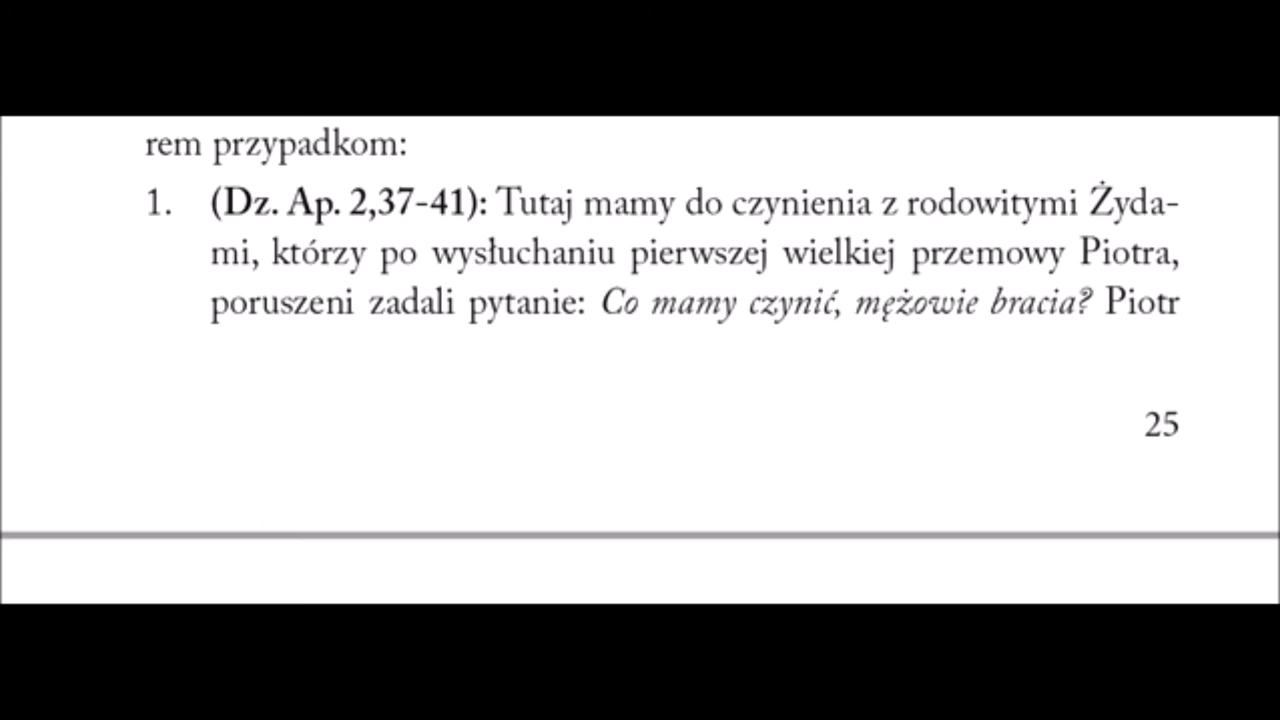 rem przypadkom:
1. (Dz. Ap. 2,37-41): Tutaj mamy do czynienia z rodowitymi Żyda-
mi, którzy po wysłuchaniu pierwszej wielkiej przemowy Piotra,
poruszeni zadali pytanie: Co mamy czynić, mężowie bracia? Piotr
25